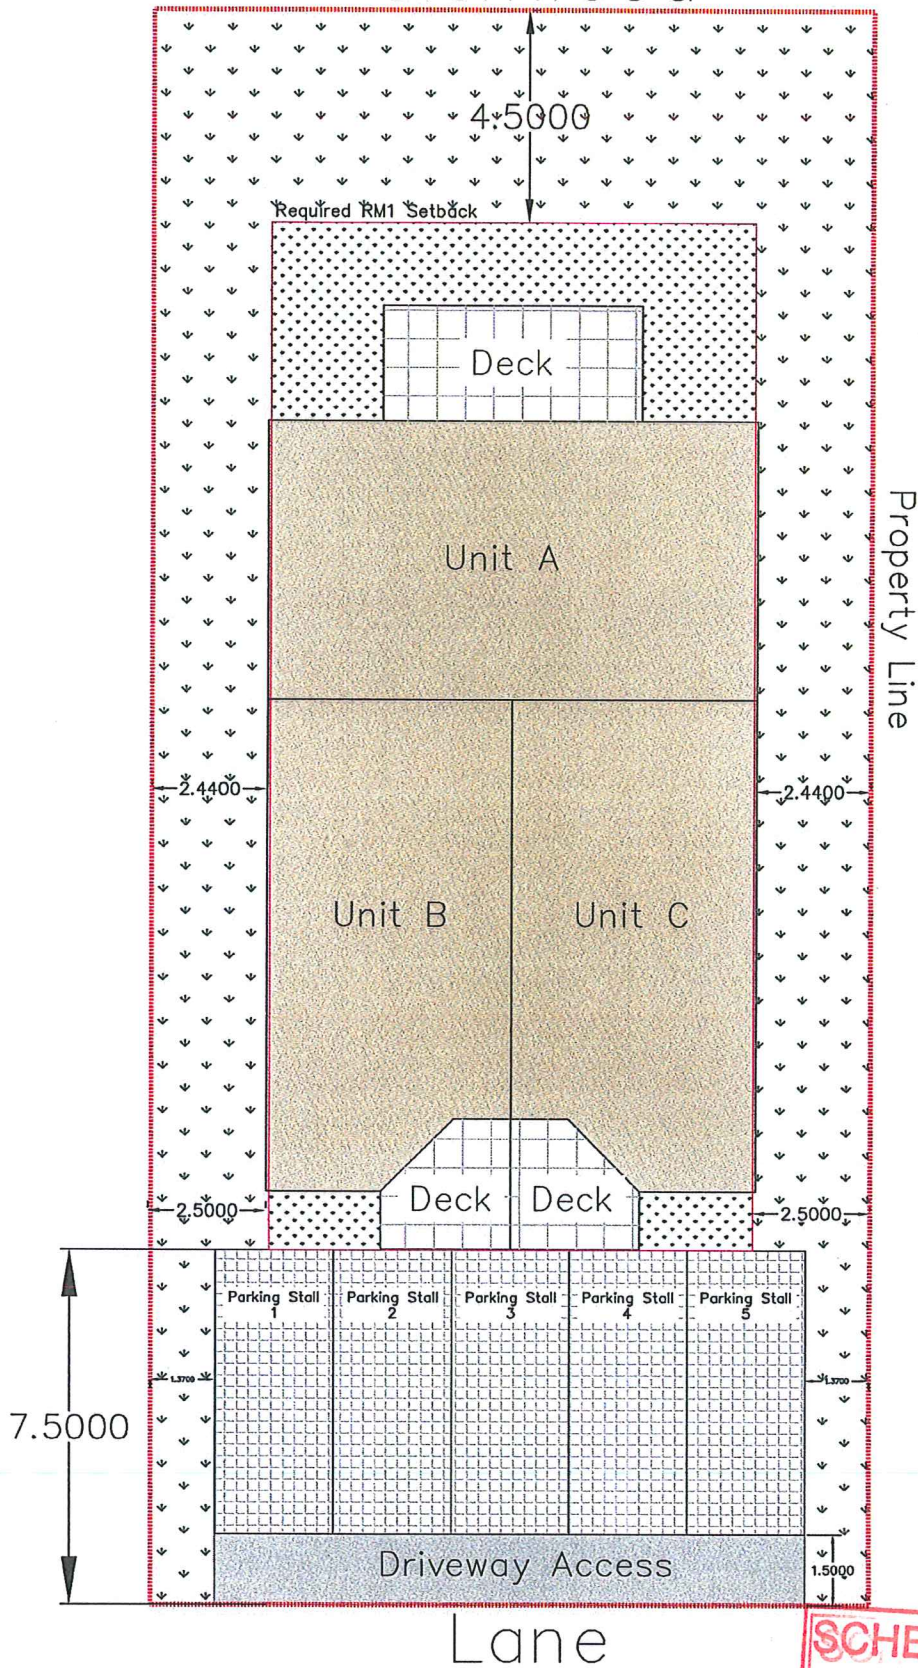 4.5000
Required RM1 Setback
Deck
Unit A
Property Line
2.4400
2.4400
Unit B
Unit C
Deck
Deck
2.5000
2.5000
Parking Stall
1
Parking Stall
2
Parking Stall
3
Parking Stall
4
Parking Stall
5
1.3700
1.3700
7.5000
Driveway Access
1.5000
Lane